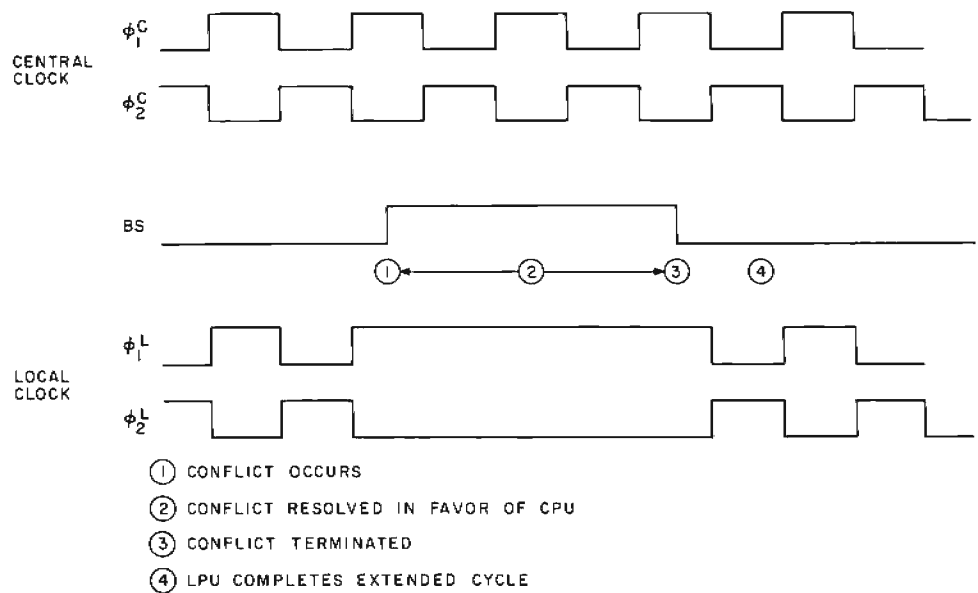 φ₁ᶜ
CENTRAL
CLOCK
φ₂ᶜ
BS
① ② ③ ④
φ₁ᴸ
LOCAL
CLOCK
φ₂ᴸ
① CONFLICT OCCURS
② CONFLICT RESOLVED IN FAVOR OF CPU
③ CONFLICT TERMINATED
④ LPU COMPLETES EXTENDED CYCLE